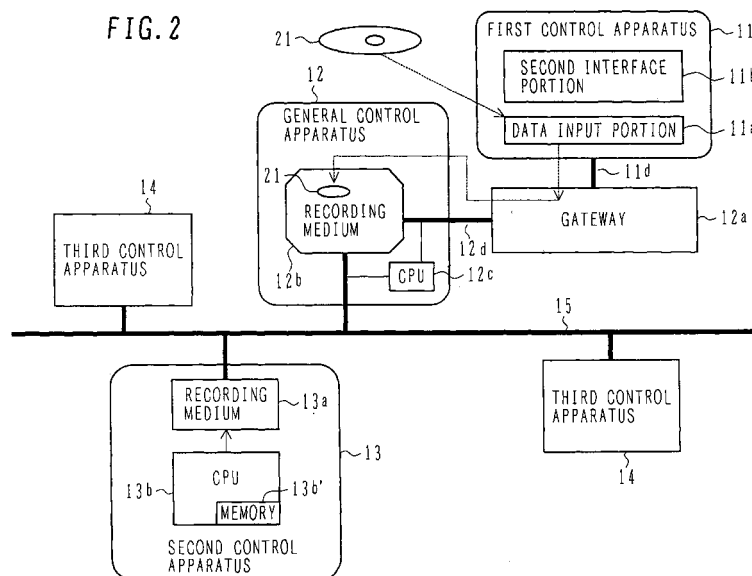 FIG. 2
21
FIRST CONTROL APPARATUS
11
SECOND INTERFACE
PORTION
11b
DATA INPUT PORTION
11a
11d
12
GENERAL CONTROL
APPARATUS
21
RECORDING
MEDIUM
12b
CPU
12c
12d
GATEWAY
12a
14
THIRD CONTROL
APPARATUS
15
RECORDING
MEDIUM
13a
13
CPU
13b
MEMORY
13b'
SECOND CONTROL
APPARATUS
THIRD CONTROL
APPARATUS
14